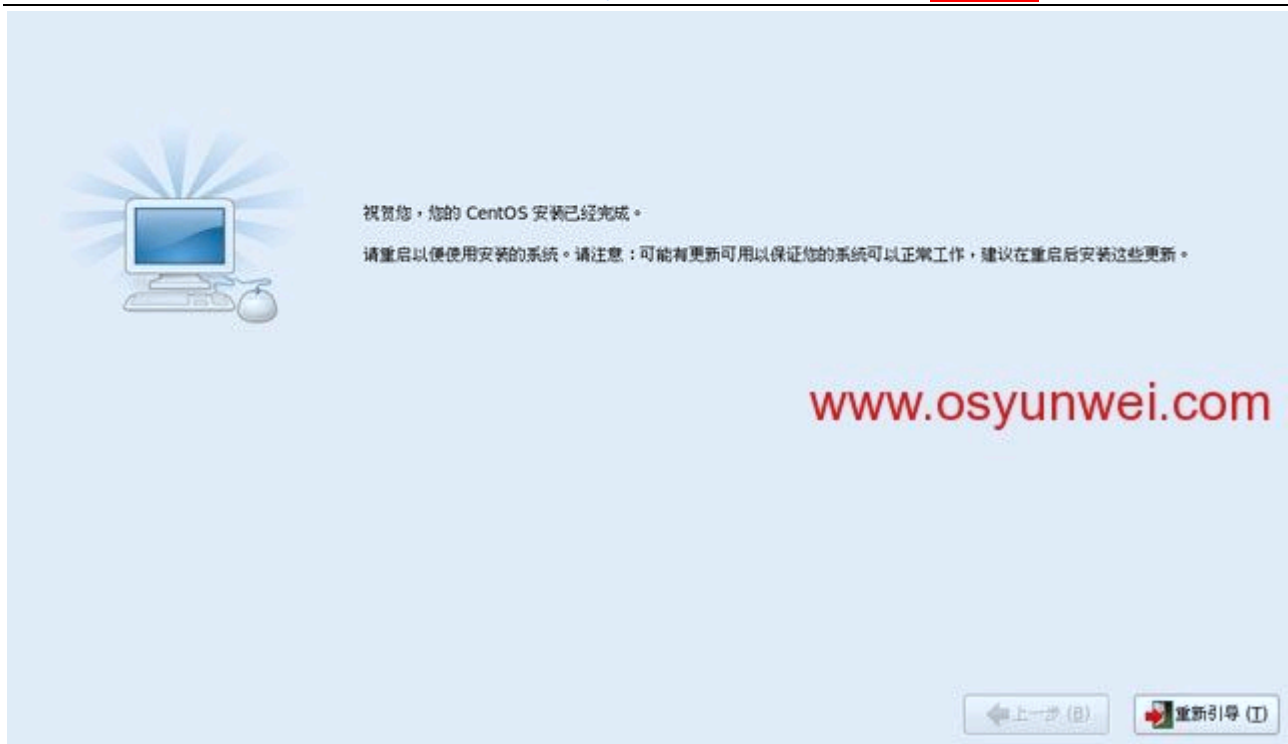 祝贺您，您的 CentOS 安装已经完成。
请重启以便使用安装的系统。请注意：可能有更新可用以保证您的系统可以正常工作，建议在重启后安装这些更新。
www.osyunwei.com
上一步 (B)
重新引导 (T)